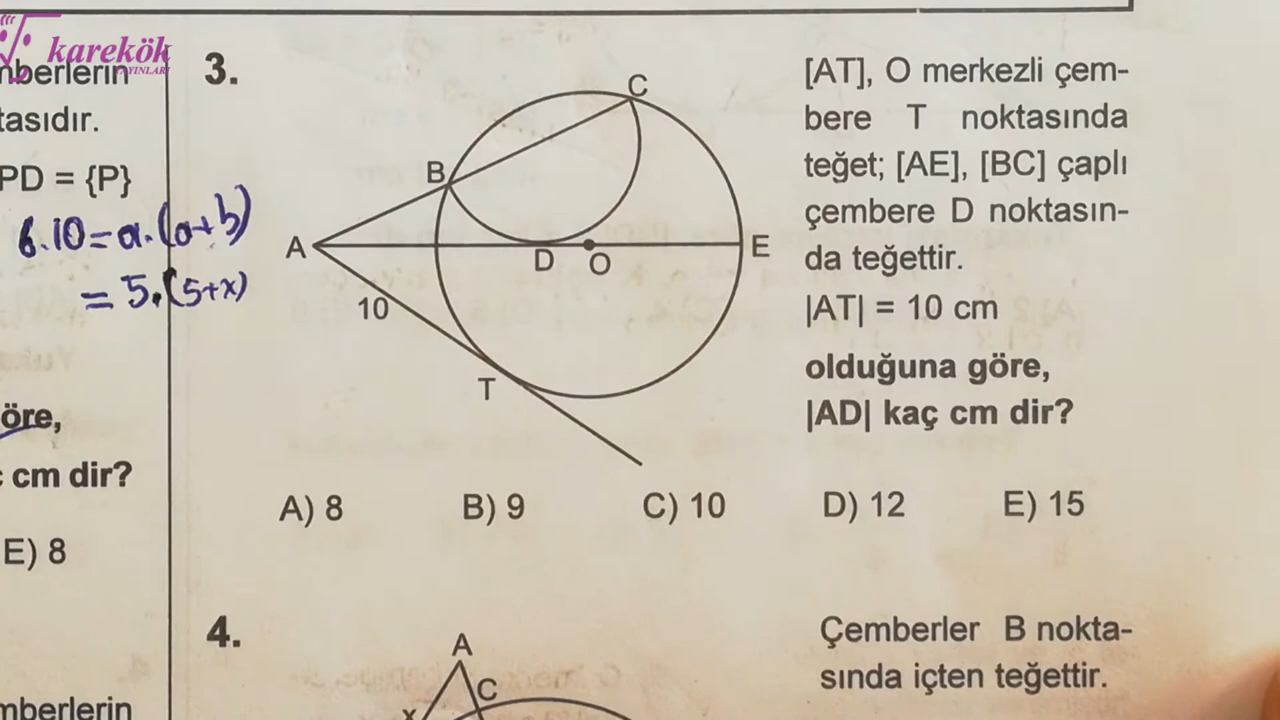 karekök
YAYINLARI
mberlerin
tasıdır.
PD = {P}
6.10=a.(a+b)
= 5.(5+x)
öre,
cm dir?
E) 8
mberlerin
3.
C
B
A
D
O
E
10
T
[AT], O merkezli çem-
bere T noktasında
teğet; [AE], [BC] çaplı
çembere D noktasın-
da teğettir.
|AT| = 10 cm
olduğuna göre,
|AD| kaç cm dir?
A) 8 B) 9 C) 10 D) 12 E) 15
4.
A
C
x
Çemberler B nokta-
sında içten teğettir.